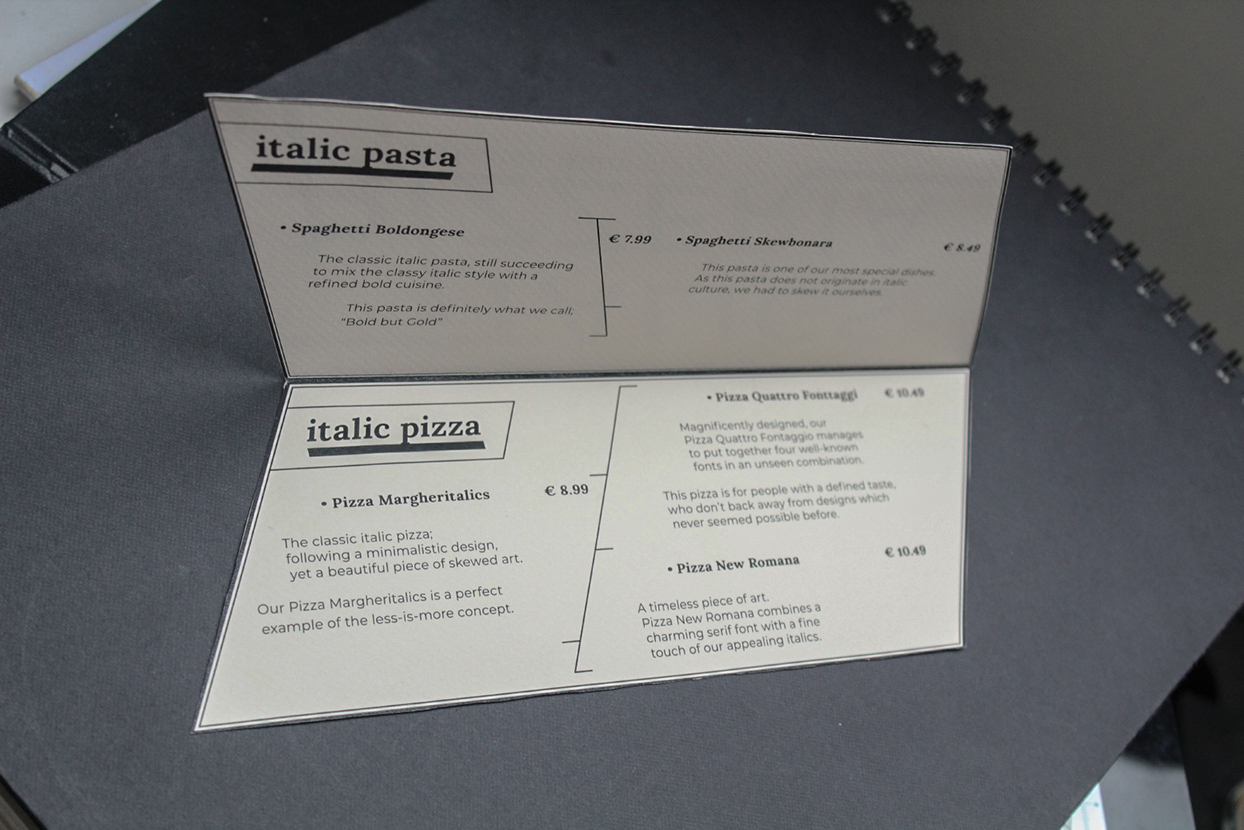 italic pasta
• Spaghetti Boldongese
€ 7.99
The classic italic pasta, still succeeding
to mix the classy italic style with a
refined bold cuisine.
This pasta is definitely what we call;
“Bold but Gold”
• Spaghetti Skewbonara
€ 8.49
This pasta is one of our most special dishes.
As this pasta does not originate in italic
culture, we had to skew it ourselves.
italic pizza
• Pizza Margheritalics
€ 8.99
The classic italic pizza;
following a minimalistic design,
yet a beautiful piece of skewed art.
Our Pizza Margheritalics is a perfect
example of the less-is-more concept.
• Pizza Quattro Fonttaggi
€ 10.49
Magnificently designed, our
Pizza Quattro Fontaggio manages
to put together four well-known
fonts in an unseen combination.
This pizza is for people with a defined taste,
who don't back away from designs which
never seemed possible before.
• Pizza New Romana
€ 10.49
A timeless piece of art.
Pizza New Romana combines a
charming serif font with a fine
touch of our appealing italics.